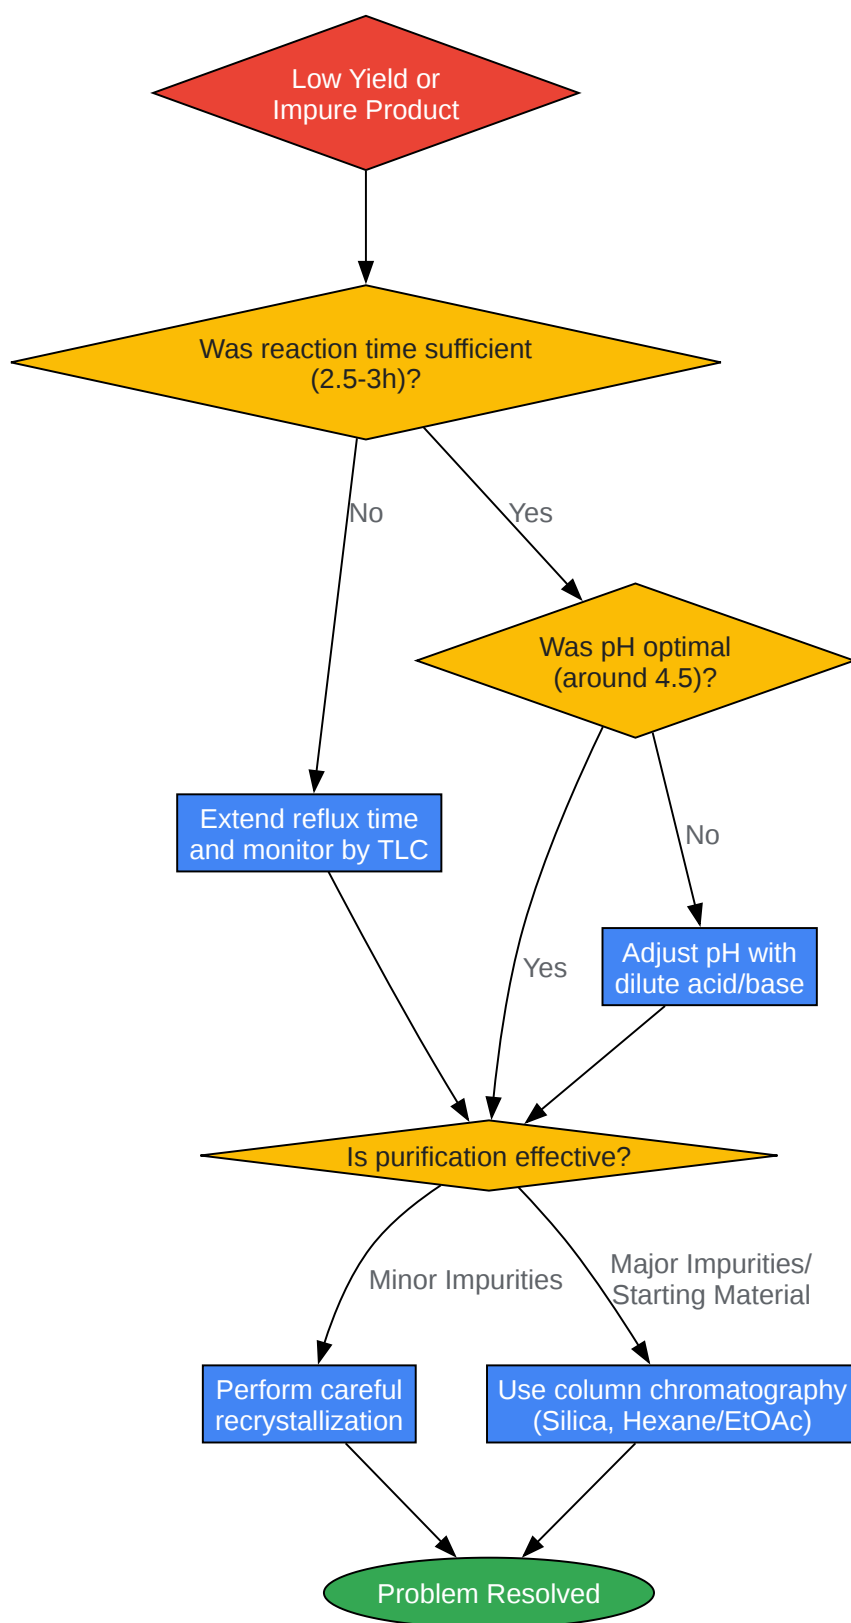 Low Yield or
Impure Product
Was reaction time sufficient
(2.5-3h)?
No
Yes
Was pH optimal
(around 4.5)?
Extend reflux time
and monitor by TLC
No
Yes
Adjust pH with
dilute acid/base
Is purification effective?
Minor Impurities
Major Impurities/
Starting Material
Perform careful
recrystallization
Use column chromatography
(Silica, Hexane/EtOAc)
Problem Resolved